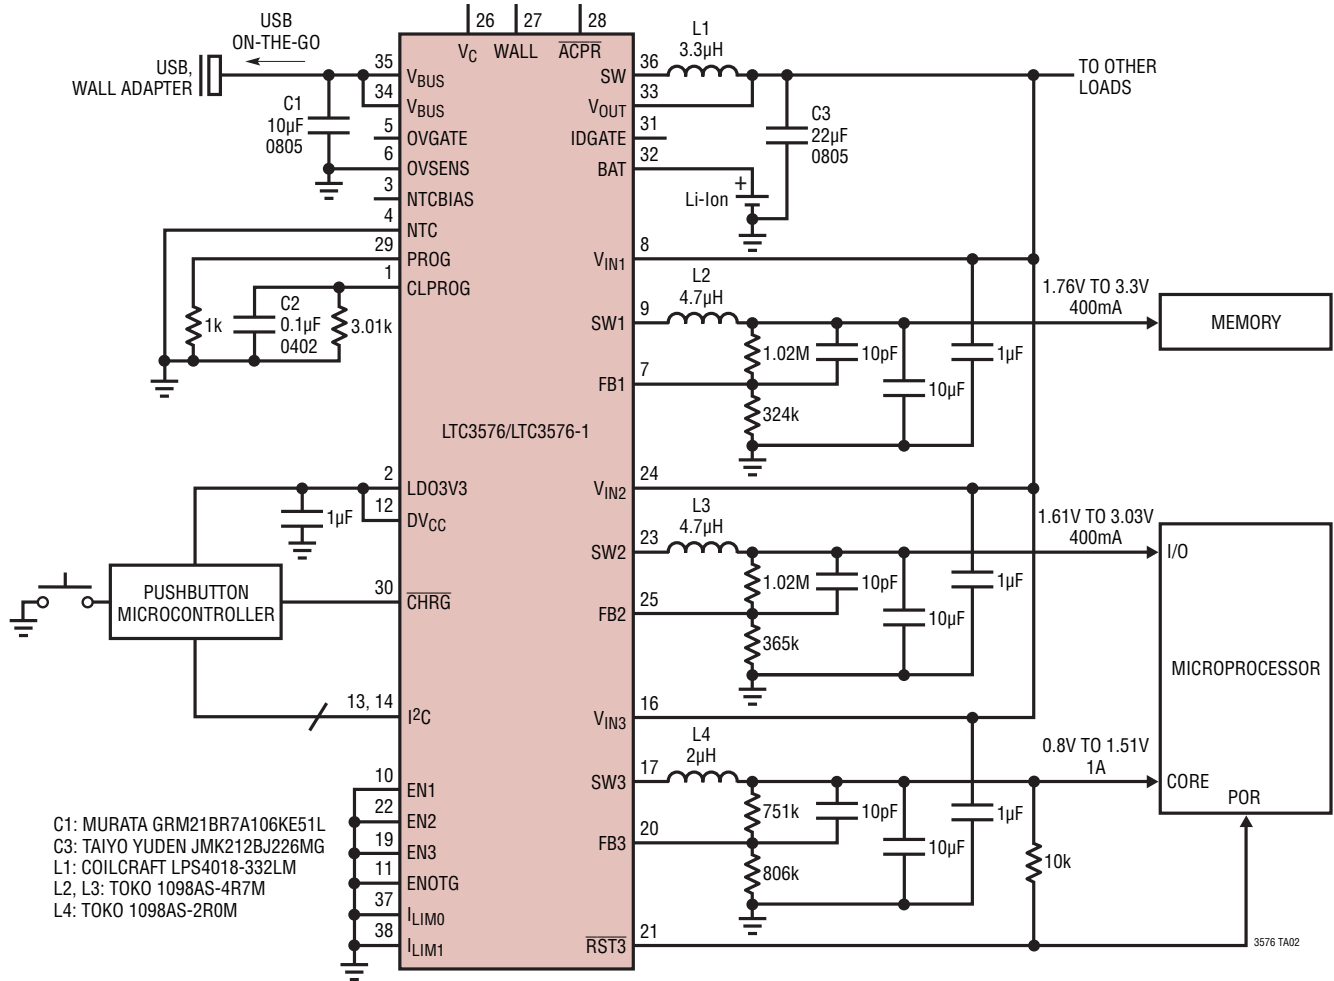 USB
ON-THE-GO
USB,
WALL ADAPTER
C1
10µF
0805
26
27
28
VC
WALL
ACPR
35
VBUS
34
VBUS
5
OVGATE
6
OVSENS
3
NTCBIAS
4
NTC
29
PROG
1
CLPROG
1k
C2
0.1µF
0402
3.01k
LTC3576/LTC3576-1
2
LDO3V3
12
DVCC
1µF
PUSHBUTTON
MICROCONTROLLER
30
CHRG
13, 14
I2C
10
EN1
22
EN2
19
EN3
11
ENOTG
37
ILIM0
38
ILIM1
C1: MURATA GRM21BR7A106KE51L
C3: TAIYO YUDEN JMK212BJ226MG
L1: COILCRAFT LPS4018-332LM
L2, L3: TOKO 1098AS-4R7M
L4: TOKO 1098AS-2R0M
L1
3.3µH
SW
36
VOUT
33
IDGATE
31
BAT
32
Li-Ion
+
C3
22µF
0805
TO OTHER
LOADS
VIN1
8
L2
4.7µH
SW1
9
1.02M
10pF
1µF
FB1
7
10µF
324k
1.76V TO 3.3V
400mA
MEMORY
VIN2
24
L3
4.7µH
SW2
23
1.02M
10pF
1µF
FB2
25
10µF
365k
1.61V TO 3.03V
400mA
I/O
MICROPROCESSOR
VIN3
16
L4
2µH
SW3
17
751k
10pF
1µF
FB3
20
10µF
806k
0.8V TO 1.51V
1A
CORE
POR
10k
RST3
21
3576 TA02